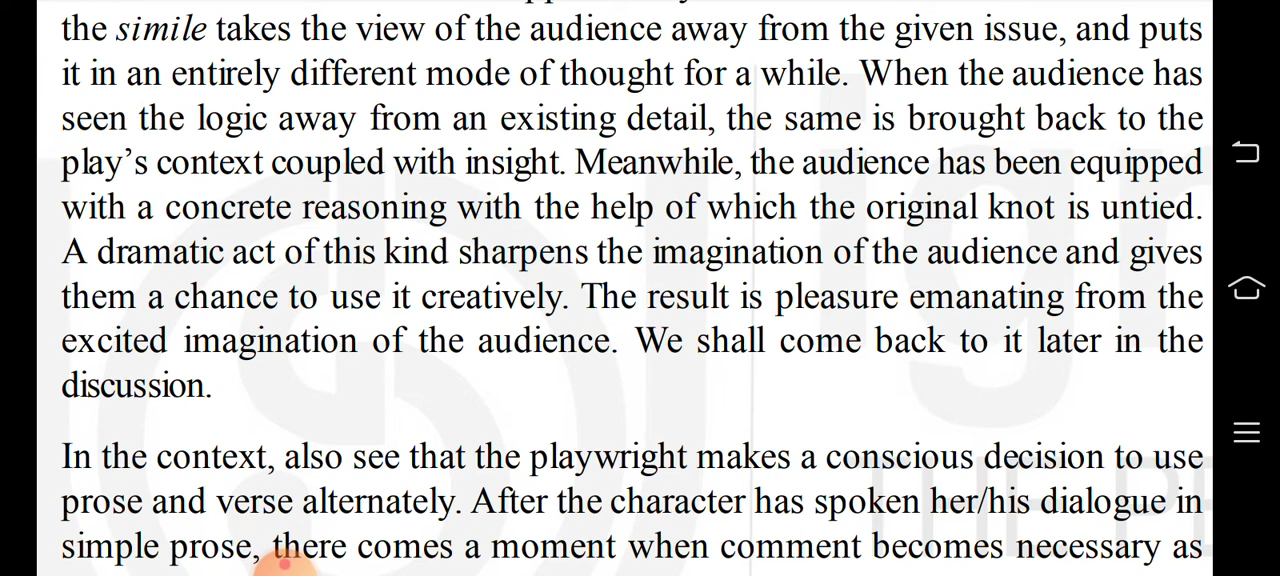 the simile takes the view of the audience away from the given issue, and puts
it in an entirely different mode of thought for a while. When the audience has
seen the logic away from an existing detail, the same is brought back to the
play's context coupled with insight. Meanwhile, the audience has been equipped
with a concrete reasoning with the help of which the original knot is untied.
A dramatic act of this kind sharpens the imagination of the audience and gives
them a chance to use it creatively. The result is pleasure emanating from the
excited imagination of the audience. We shall come back to it later in the
discussion.
In the context, also see that the playwright makes a conscious decision to use
prose and verse alternately. After the character has spoken her/his dialogue in
simple prose, there comes a moment when comment becomes necessary as